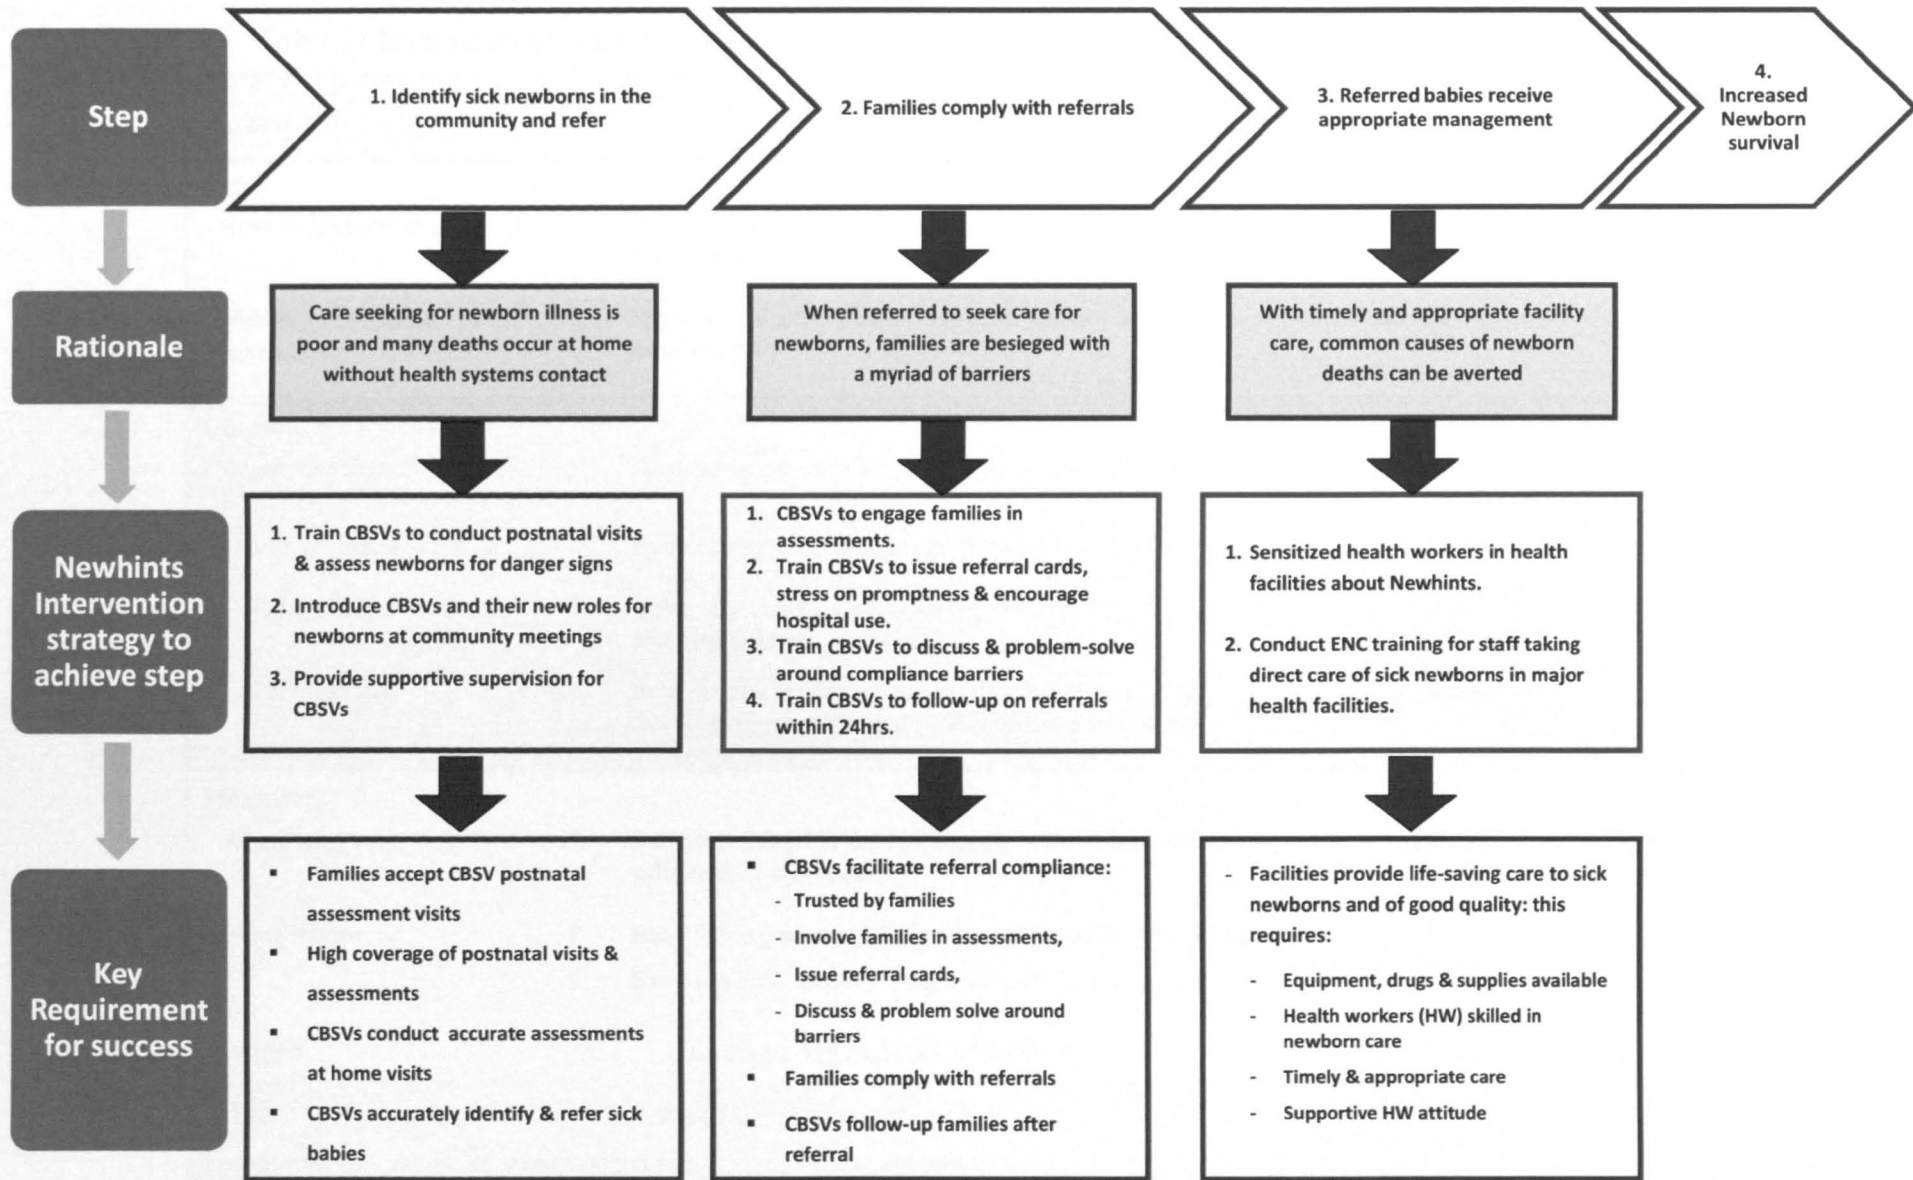 Step
1. Identify sick newborns in the
community and refer
2. Families comply with referrals
3. Referred babies receive
appropriate management
4.
Increased
Newborn
survival
Rationale
Care seeking for newborn illness is
poor and many deaths occur at home
without health systems contact
When referred to seek care for
newborns, families are besieged with
a myriad of barriers
With timely and appropriate facility
care, common causes of newborn
deaths can be averted
Newhints
Intervention
strategy to
achieve step
1. Train CBSVs to conduct postnatal visits
& assess newborns for danger signs
2. Introduce CBSVs and their new roles for
newborns at community meetings
3. Provide supportive supervision for
CBSVs
1. CBSVs to engage families in
assessments.
2. Train CBSVs to issue referral cards,
stress on promptness & encourage
hospital use.
3. Train CBSVs to discuss & problem-solve
around compliance barriers
4. Train CBSVs to follow-up on referrals
within 24hrs.
1. Sensitized health workers in health
facilities about Newhints.
2. Conduct ENC training for staff taking
direct care of sick newborns in major
health facilities.
Key
Requirement
for success
▪ Families accept CBSV postnatal
assessment visits
▪ High coverage of postnatal visits &
assessments
▪ CBSVs conduct accurate assessments
at home visits
▪ CBSVs accurately identify & refer sick
babies
▪ CBSVs facilitate referral compliance:
- Trusted by families
- Involve families in assessments,
- Issue referral cards,
- Discuss & problem solve around
barriers
▪ Families comply with referrals
▪ CBSVs follow-up families after
referral
- Facilities provide life-saving care to sick
newborns and of good quality: this
requires:
- Equipment, drugs & supplies available
- Health workers (HW) skilled in
newborn care
- Timely & appropriate care
- Supportive HW attitude